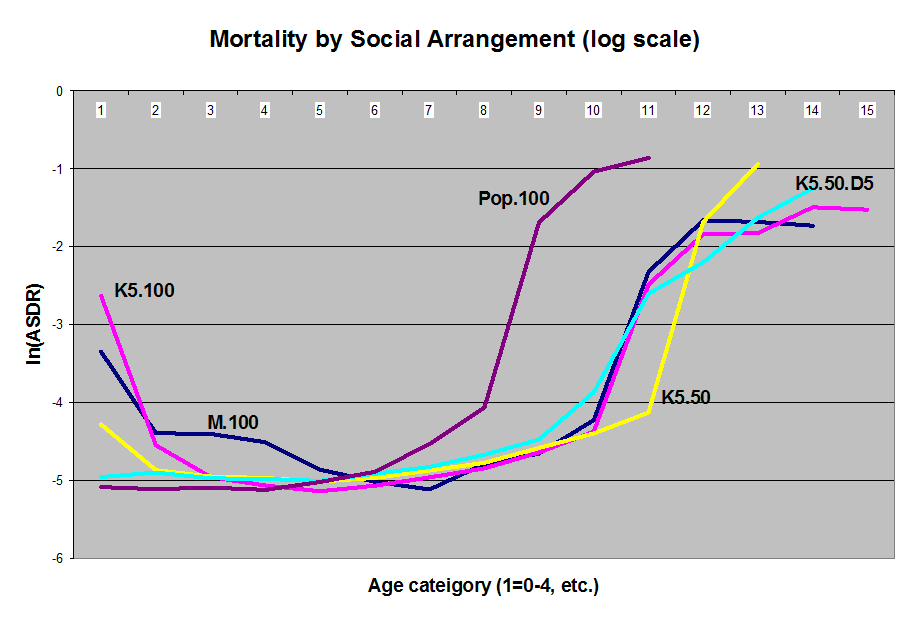 Mortality by Social Arrangement (log scale)
0
1 2 3 4 5 6 7 8 9 10 11 12 13 14 15
-1
K5.50.D5
Pop.100
-2
K5.100
ln(ASDR)
-3
-4
K5.50
M.100
-5
-6
Age cateigory (1=0-4, etc.)